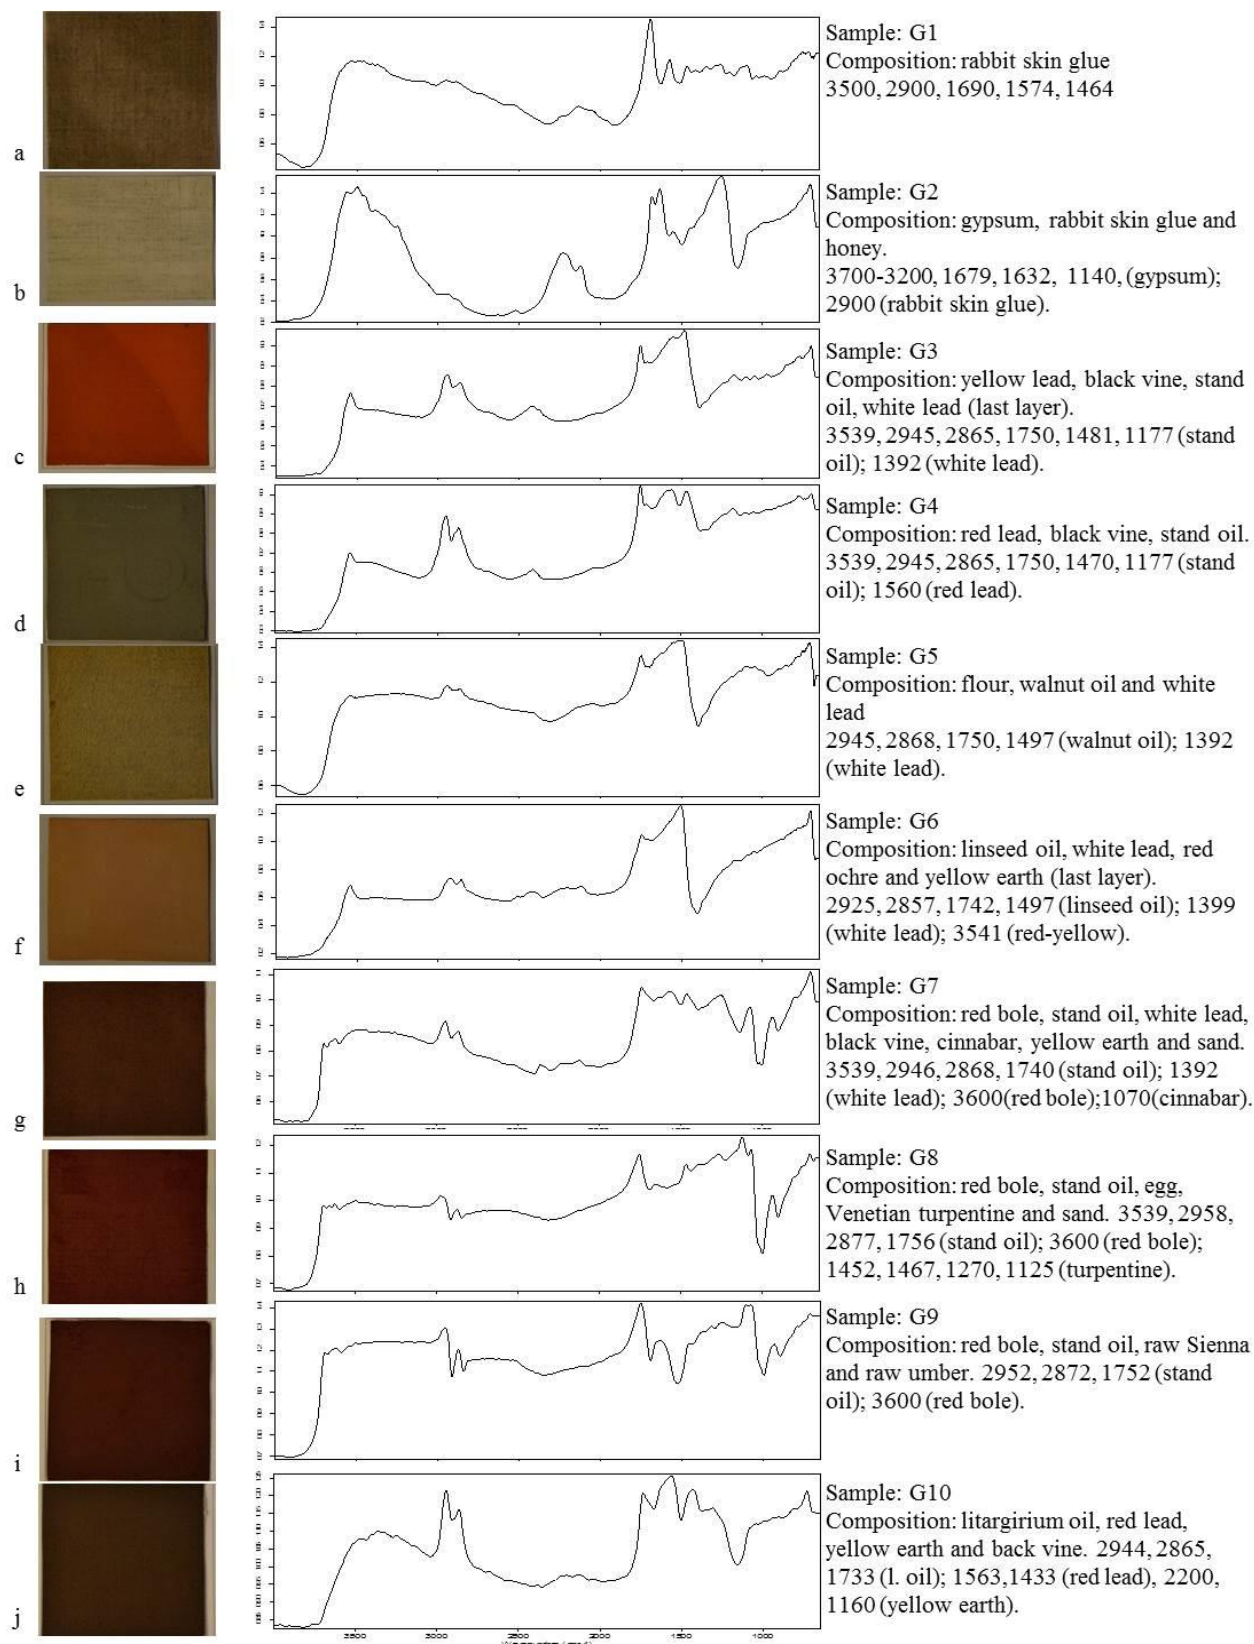 Sample: G1
Composition: rabbit skin glue
3500, 2900, 1690, 1574, 1464
a
Sample: G2
Composition: gypsum, rabbit skin glue and
honey.
3700-3200, 1679, 1632, 1140, (gypsum);
2900 (rabbit skin glue).
b
Sample: G3
Composition: yellow lead, black vine, stand
oil, white lead (last layer).
3539, 2945, 2865, 1750, 1481, 1177 (stand
oil); 1392 (white lead).
c
Sample: G4
Composition: red lead, black vine, stand oil.
3539, 2945, 2865, 1750, 1470, 1177 (stand
oil); 1560 (red lead).
d
Sample: G5
Composition: flour, walnut oil and white
lead
2945, 2868, 1750, 1497 (walnut oil); 1392
(white lead).
e
Sample: G6
Composition: linseed oil, white lead, red
ochre and yellow earth (last layer).
2925, 2857, 1742, 1497 (linseed oil); 1399
(white lead); 3541 (red-yellow).
f
Sample: G7
Composition: red bole, stand oil, white lead,
black vine, cinnabar, yellow earth and sand.
3539, 2946, 2868, 1740 (stand oil); 1392
(white lead); 3600(red bole);1070(cinnabar).
g
Sample: G8
Composition: red bole, stand oil, egg,
Venetian turpentine and sand. 3539, 2958,
2877, 1756 (stand oil); 3600 (red bole);
1452, 1467, 1270, 1125 (turpentine).
h
Sample: G9
Composition: red bole, stand oil, raw Sienna
and raw umber. 2952, 2872, 1752 (stand
oil); 3600 (red bole).
i
Sample: G10
Composition: litargirium oil, red lead,
yellow earth and back vine. 2944, 2865,
1733 (l. oil); 1563,1433 (red lead), 2200,
1160 (yellow earth).
j
3500 3000 2500 2000 1500 1000